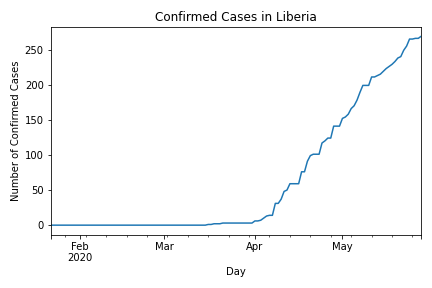 Confirmed Cases in Liberia
Number of Confirmed Cases
250
200
150
100
50
0
Feb
2020
Mar
Apr
May
Day